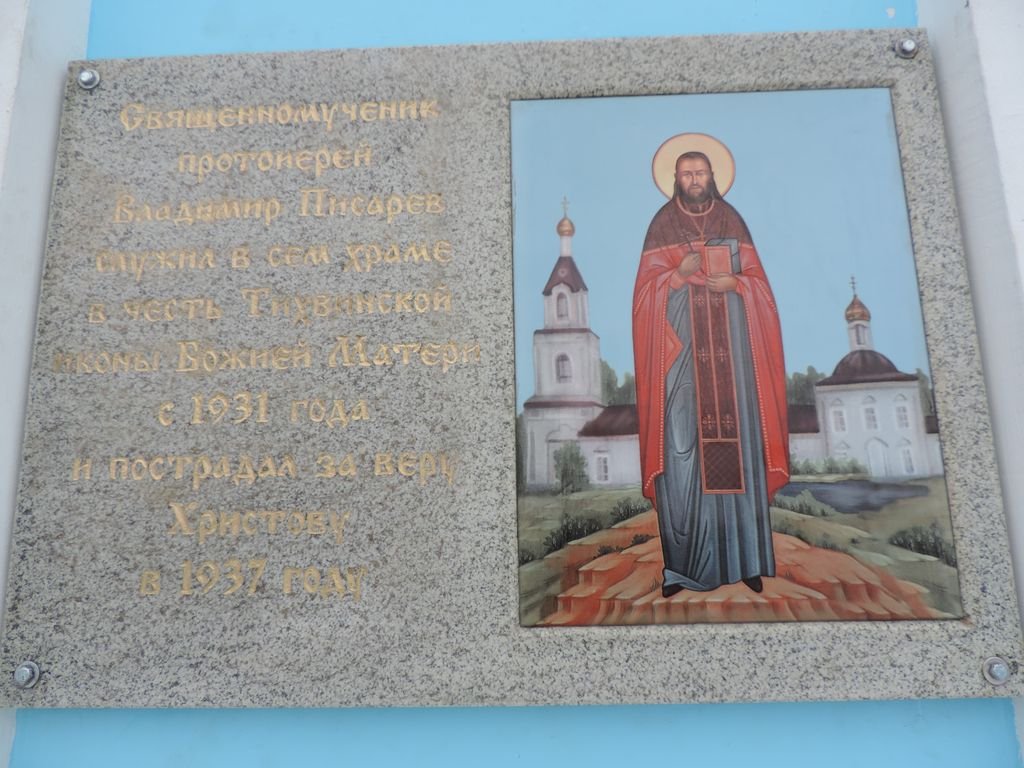 Священномученик
протоиерей
Владимир Писарев
служил в сем храме
в честь Тихвинской
иконы Божией Матери
с 1931 года
и пострадал за веру
Христову
в 1937 году